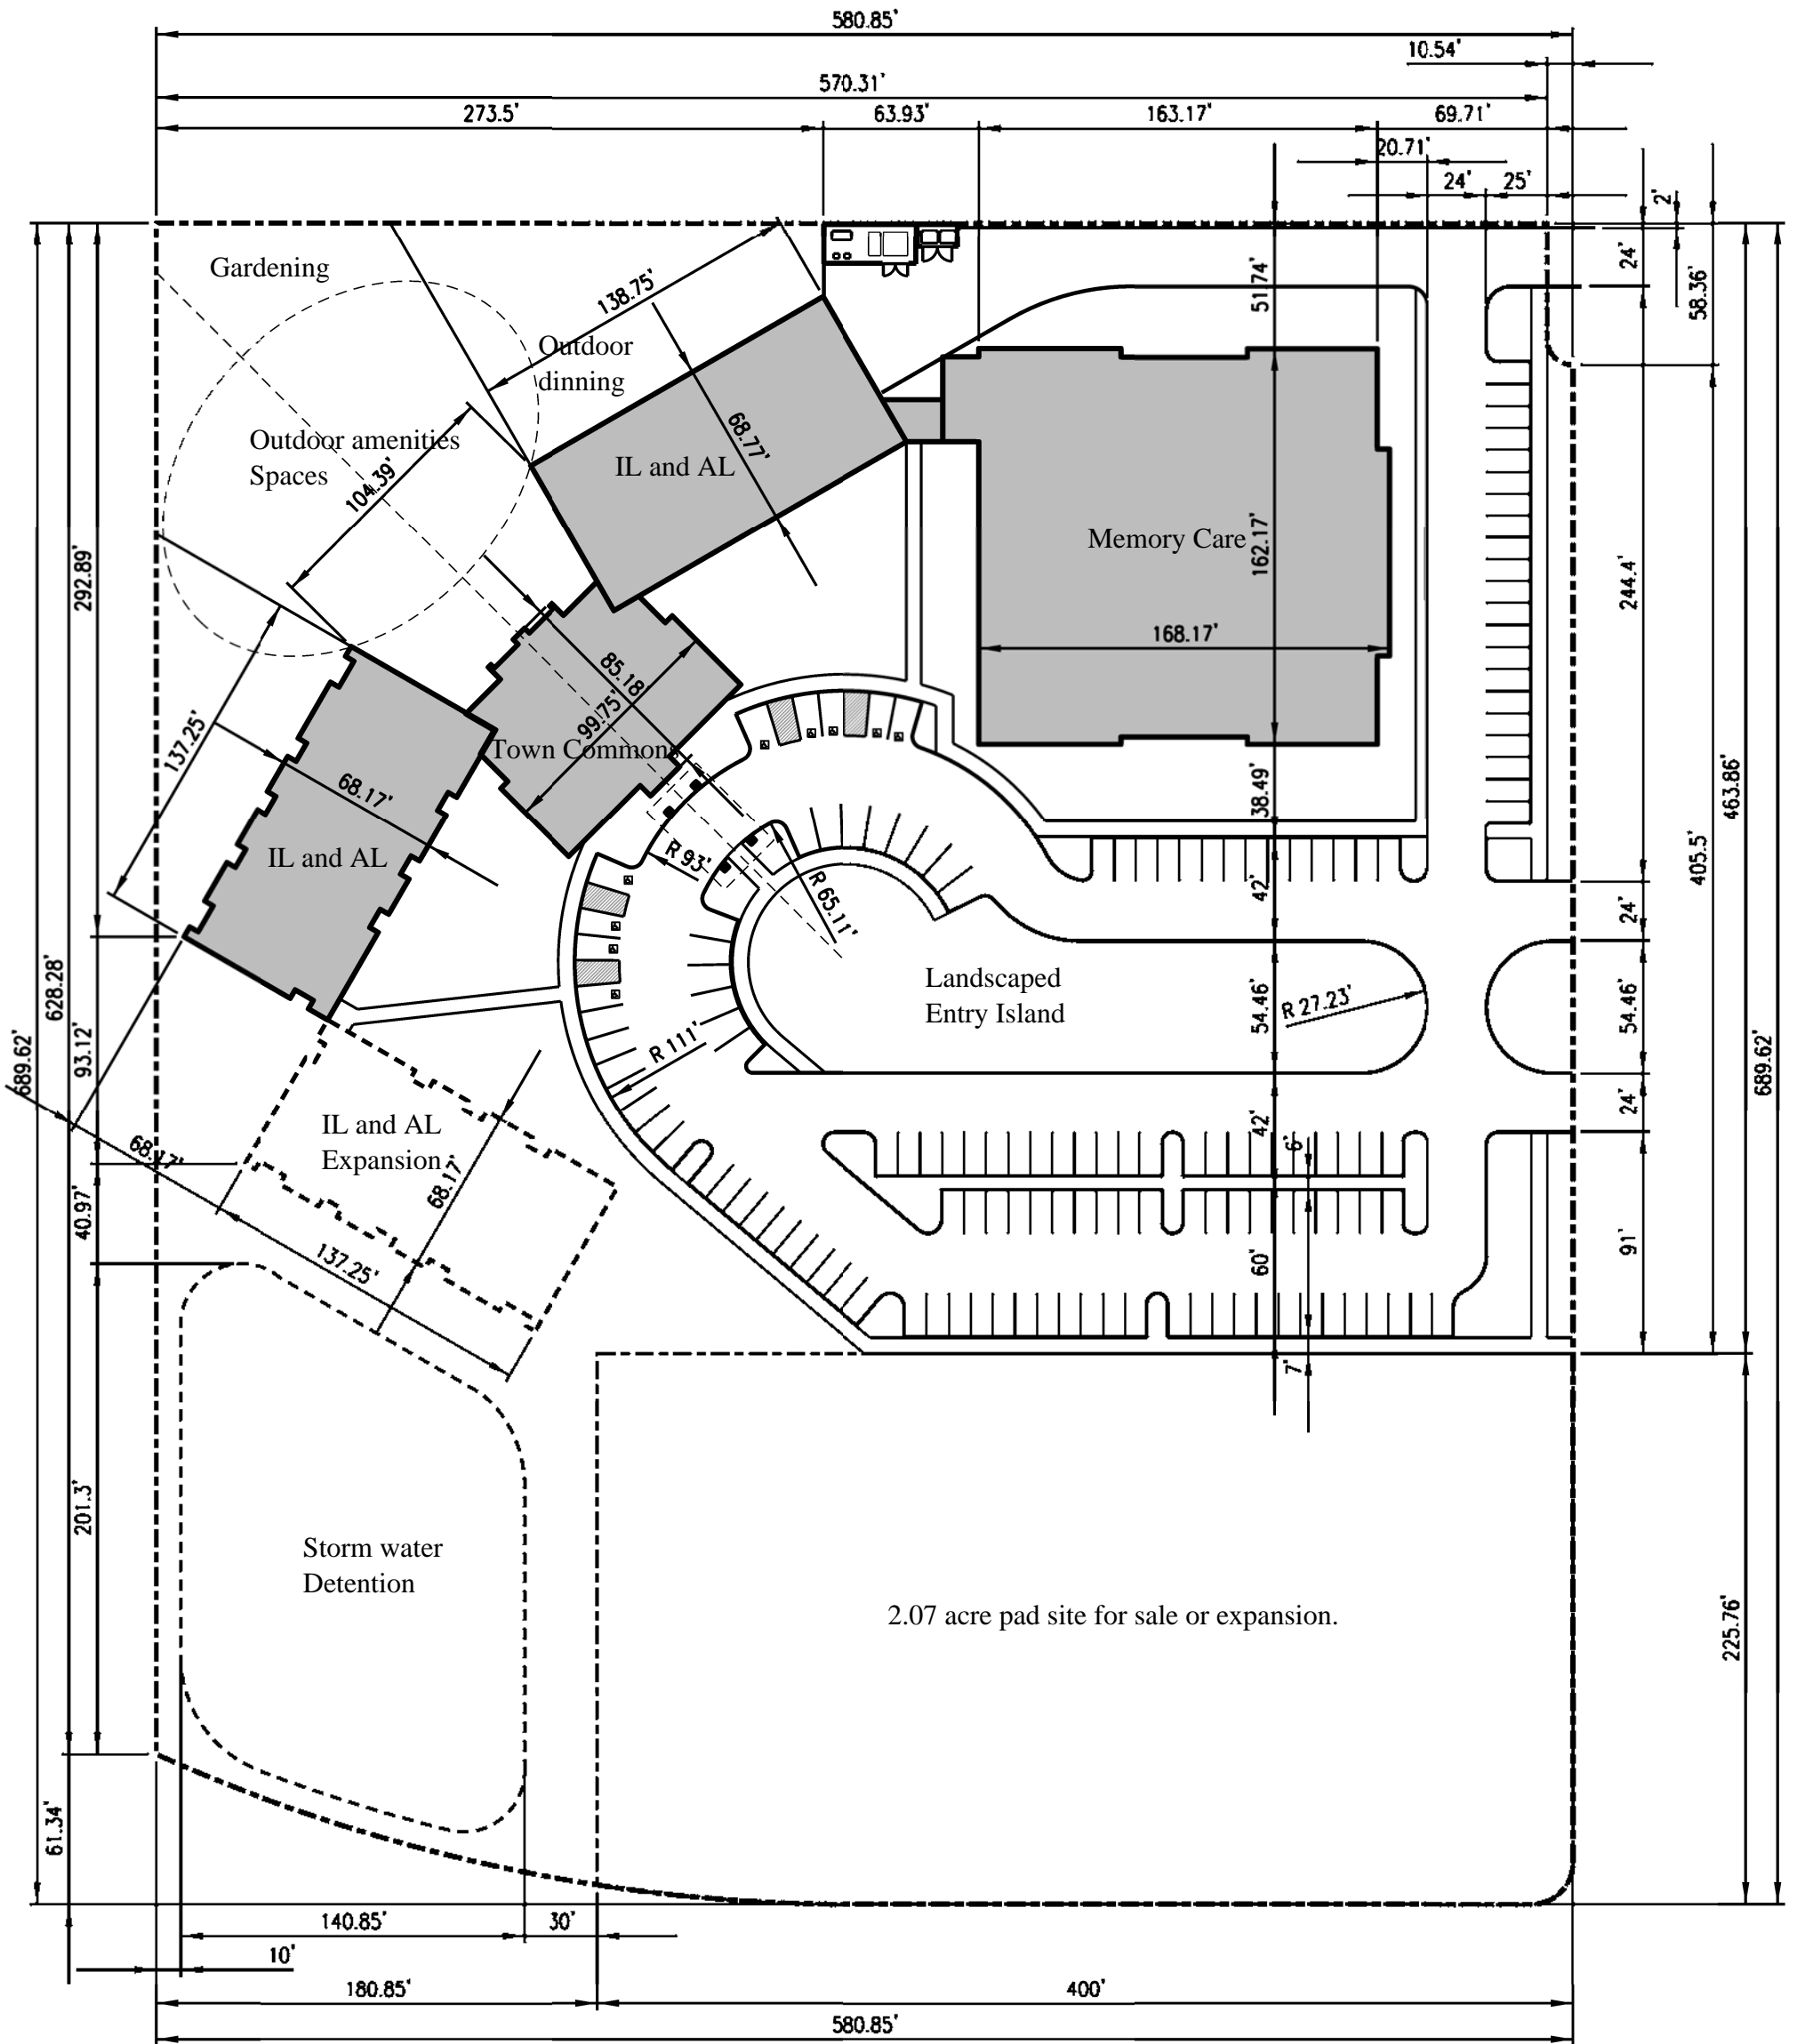 580.85'
10.54'
570.31'
273.5'
63.93'
163.17'
69.71'
20.71'
24'
25'
2'
Gardening
138.75'
51.74'
24'
58.36'
Outdoor
dinning
Outdoor amenities
Spaces
104.39'
68.77'
IL and AL
Memory Care
162.17'
168.17'
292.89'
244.4'
85.18
99.75'
Town Commons
137.25'
68.17'
IL and AL
38.49'
463.86'
405.5'
R 93'
R 65.11'
42'
24'
Landscaped
Entry Island
54.46'
R 27.23'
54.46'
628.28'
689.62'
93.12'
R 111'
689.62'
IL and AL
Expansion
68.17'
68.17'
42'
6'
24'
40.97'
137.25'
60'
91'
7'
201.3'
Storm water
Detention
2.07 acre pad site for sale or expansion.
225.76'
61.34'
140.85'
30'
10'
180.85'
400'
580.85'